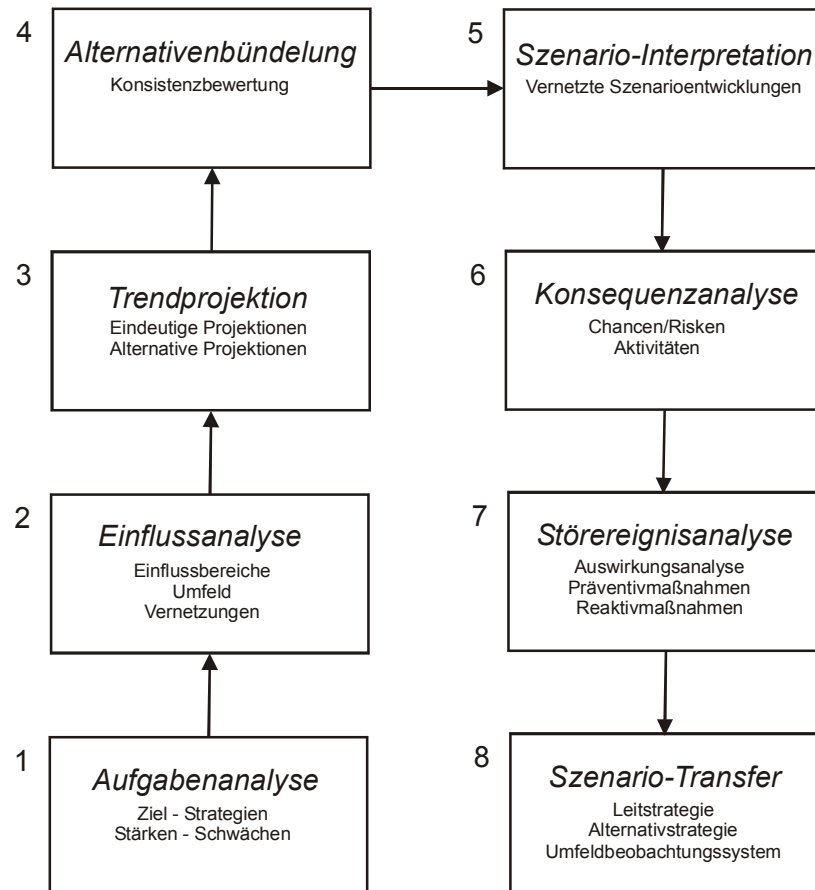 4
Alternativenbündelung
Konsistenzbewertung
5
Szenario-Interpretation
Vernetzte Szenarioentwicklungen
3
Trendprojektion
Eindeutige Projektionen
Alternative Projektionen
6
Konsequenzanalyse
Chancen/Risken
Aktivitäten
2
Einflussanalyse
Einflussbereiche
Umfeld
Vernetzungen
7
Störereignisanalyse
Auswirkungsanalyse
Präventivmaßnahmen
Reaktivmaßnahmen
1
Aufgabenanalyse
Ziel - Strategien
Stärken - Schwächen
8
Szenario-Transfer
Leitstrategie
Alternativstrategie
Umfeldbeobachtungssystem